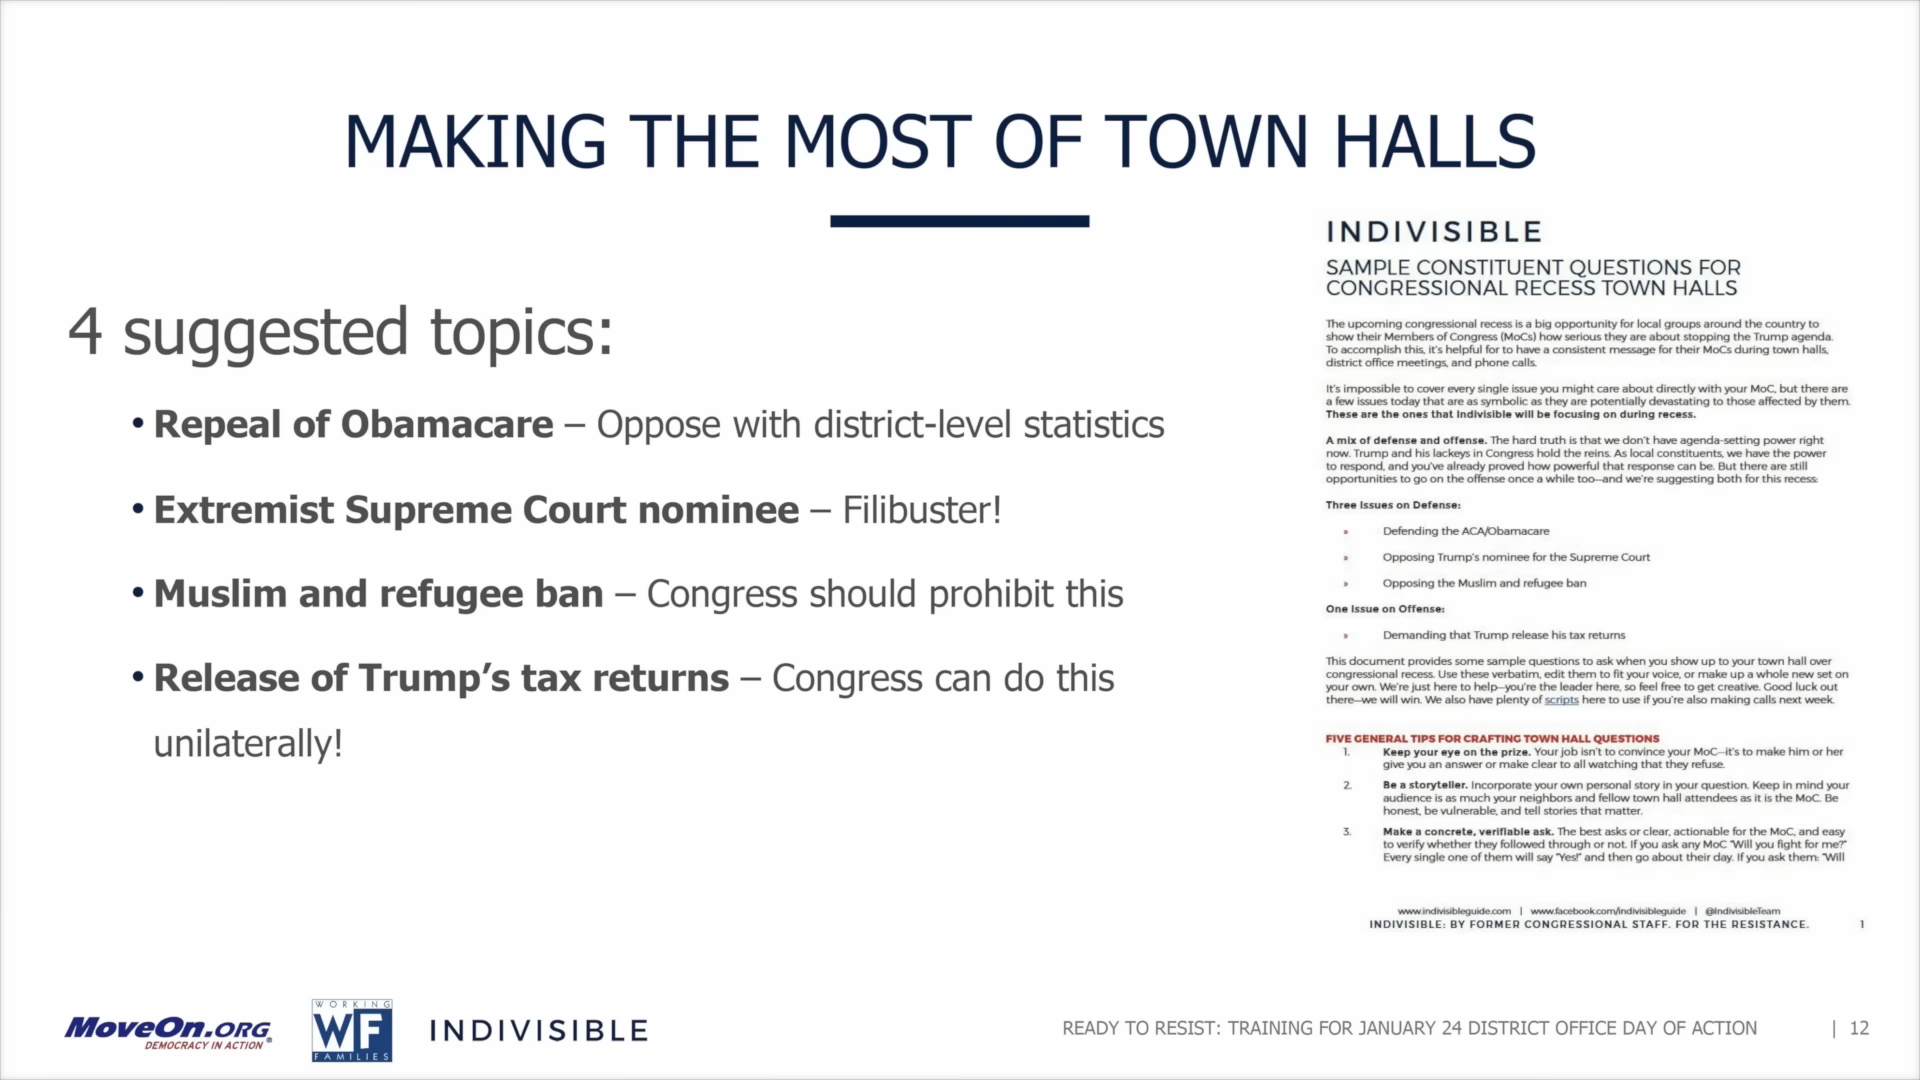 MAKING THE MOST OF TOWN HALLS
4 suggested topics:
• Repeal of Obamacare – Oppose with district-level statistics
• Extremist Supreme Court nominee – Filibuster!
• Muslim and refugee ban – Congress should prohibit this
• Release of Trump's tax returns – Congress can do this
unilaterally!
INDIVISIBLE
SAMPLE CONSTITUENT QUESTIONS FOR
CONGRESSIONAL RECESS TOWN HALLS
The upcoming congressional recess is a big opportunity for local groups around the country to
show their Members of Congress (MoCs) how serious they are about stopping the Trump agenda.
To accomplish this, it's helpful for to have a consistent message for their MoCs during town halls,
district office meetings, and phone calls.
It's impossible to cover every single issue you might care about directly with your MoC, but there are
a few issues today that are as symbolic as they are potentially devastating to those affected by them.
These are the ones that Indivisible will be focusing on during recess.
A mix of defense and offense. The hard truth is that we don't have agenda-setting power right
now. Trump and his lackeys in Congress hold the reins. As local constituents, we have the power
to respond, and you've already proved how powerful that response can be. But there are still
opportunities to go on the offense once a while too—and we're suggesting both for this recess:
Three Issues on Defense:
» Defending the ACA/Obamacare
» Opposing Trump's nominee for the Supreme Court
» Opposing the Muslim and refugee ban
One Issue on Offense:
» Demanding that Trump release his tax returns
This document provides some sample questions to ask when you show up to your town hall over
congressional recess. Use these verbatim, edit them to fit your voice, or make up a whole new set on
your own. We're just here to help—you're the leader here, so feel free to get creative. Good luck out
there—we will win. We also have plenty of scripts here to use if you're also making calls next week.
FIVE GENERAL TIPS FOR CRAFTING TOWN HALL QUESTIONS
1. Keep your eye on the prize. Your job isn't to convince your MoC—it's to make him or her
give you an answer or make clear to all watching that they refuse.
2. Be a storyteller. Incorporate your own personal story in your question. Keep in mind your
audience is as much your neighbors and fellow town hall attendees as it is the MoC. Be
honest, be vulnerable, and tell stories that matter.
3. Make a concrete, verifiable ask. The best asks or clear, actionable for the MoC, and easy
to verify whether they followed through or not. If you ask any MoC "Will you fight for me?"
Every single one of them will say "Yes!" and then go about their day. If you ask them: "Will
www.indivisibleguide.com | www.facebook.com/indivisibleguide | @IndivisibleTeam
INDIVISIBLE: BY FORMER CONGRESSIONAL STAFF. FOR THE RESISTANCE. 1
MoveOn.ORG
DEMOCRACY IN ACTION®
WORKING
WF
FAMILIES
INDIVISIBLE
READY TO RESIST: TRAINING FOR JANUARY 24 DISTRICT OFFICE DAY OF ACTION | 12